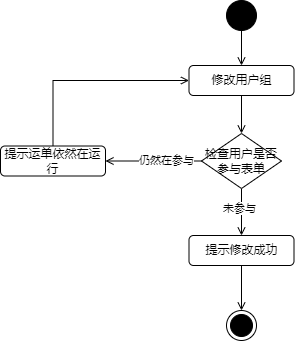 修改用户组
检查用户是否
参与表单
仍然在参与
提示运单依然在运
行
未参与
提示修改成功